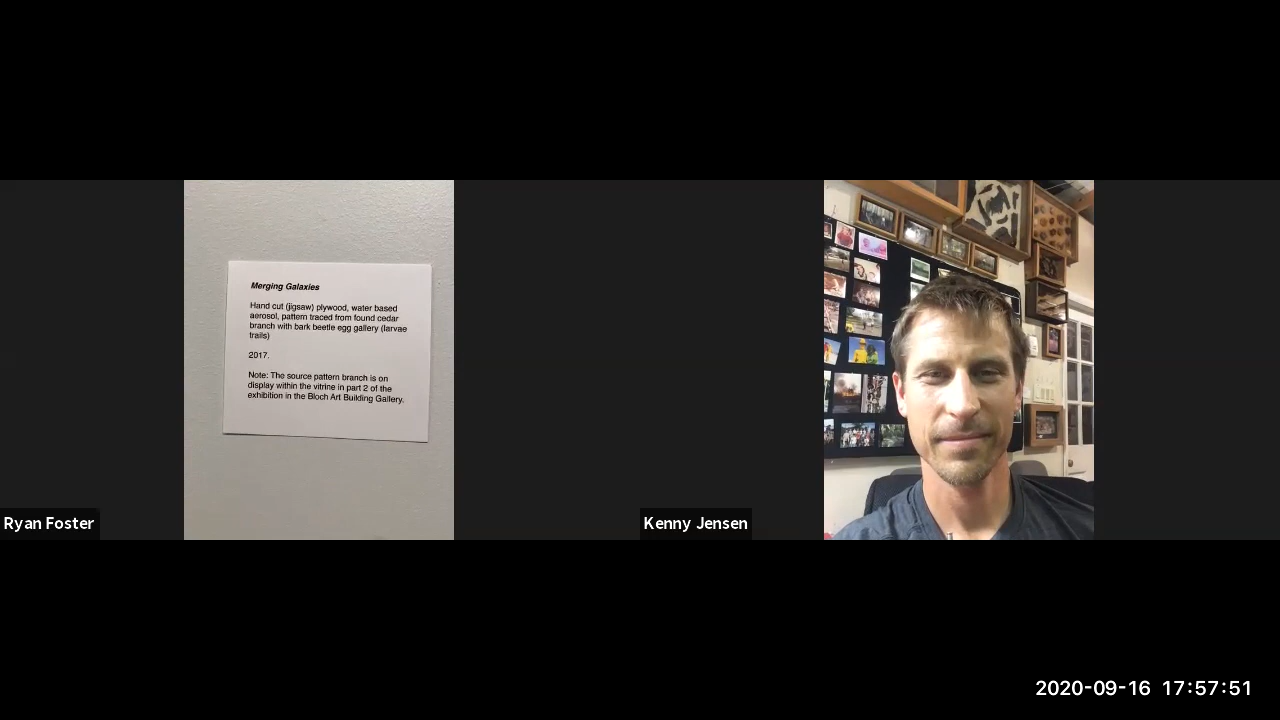 Merging Galaxies
Hand cut (jigsaw) plywood, water based
aerosol, pattern traced from found cedar
branch with bark beetle egg gallery (larvae
trails)
2017.
Note: The source pattern branch is on
display within the vitrine in part 2 of the
exhibition in the Bloch Art Building Gallery.
Ryan Foster
Kenny Jensen
2020-09-16 17:57:51